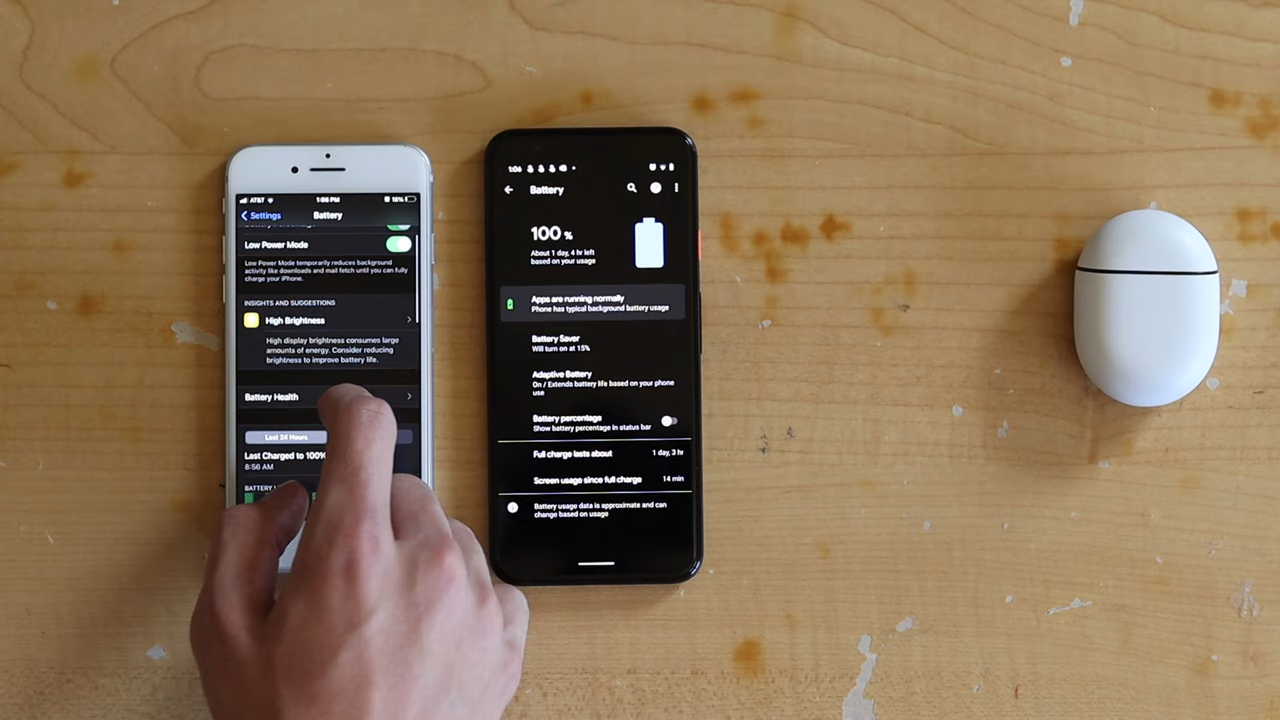 AT&T
1:06 PM
18%
Settings
Battery
Battery Percentage
Low Power Mode
Low Power Mode temporarily reduces background
activity like downloads and mail fetch until you can fully
charge your iPhone.
INSIGHTS AND SUGGESTIONS
High Brightness
High display brightness consumes large
amounts of energy. Consider reducing
brightness to improve battery life.
Battery Health
Last 24 Hours
Last Charged to 100%
8:56 AM
BATTERY
1:06
Battery
100 %
About 1 day, 4 hr left
based on your usage
Apps are running normally
Phone has typical background battery usage
Battery Saver
Will turn on at 15%
Adaptive Battery
On / Extends battery life based on your phone
use
Battery percentage
Show battery percentage in status bar
Full charge lasts about 1 day, 3 hr
Screen usage since full charge 14 min
Battery usage data is approximate and can
change based on usage